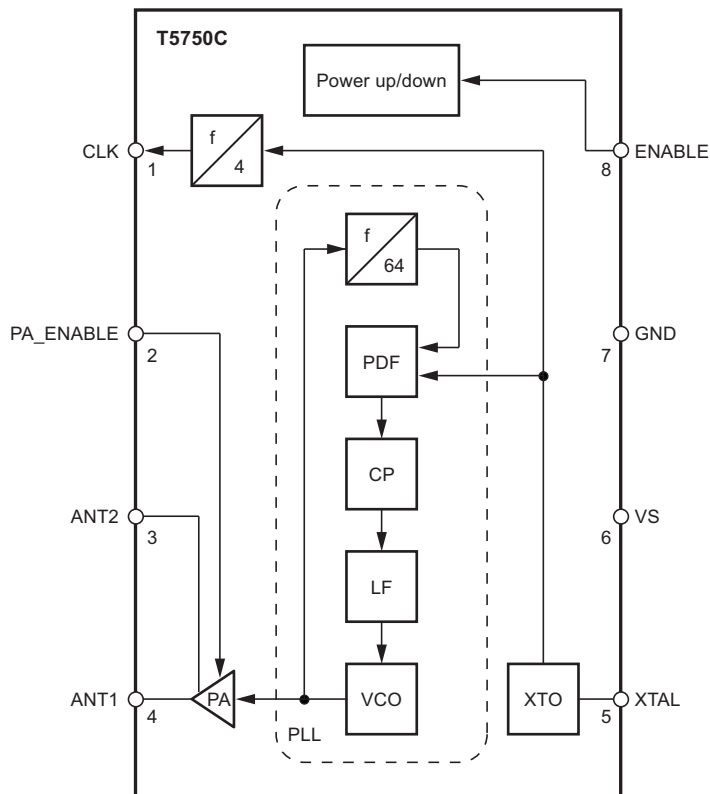 T5750C
Power up/down
CLK
1
f
4
ENABLE
8
f
64
PA_ENABLE
2
PDF
GND
7
CP
ANT2
3
VS
6
LF
ANT1
4
PA
VCO
PLL
XTO
XTAL
5